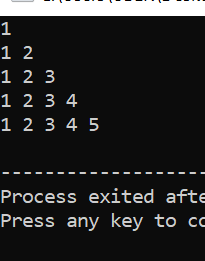 1
1 2
1 2 3
1 2 3 4
1 2 3 4 5
--------------------
Process exited afte
Press any key to co